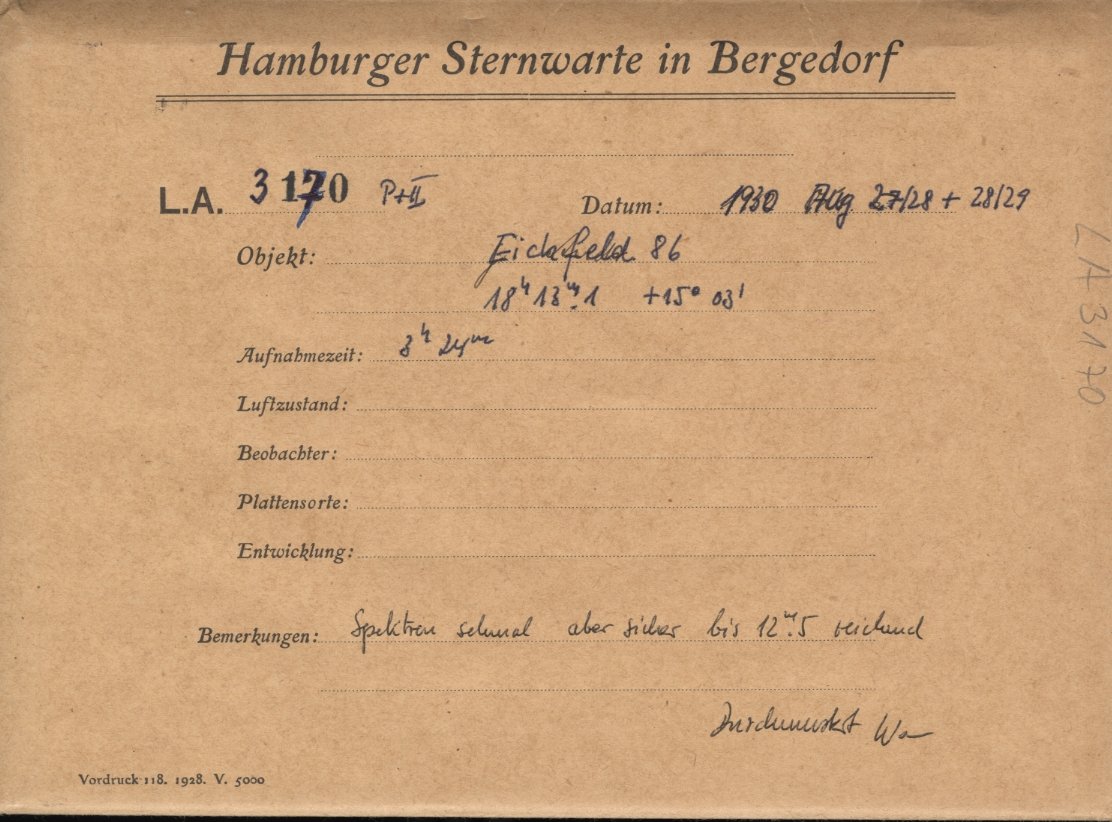 Hamburger Sternwarte in Bergedorf
L.A. 3170 P+II Datum: 1930 Aug 27/28 + 28/29
Objekt: Eichfeld 86
18ʰ 13ᵐ.1 +15° 03'
Aufnahmezeit: 3ʰ 24ᵐ
Luftzustand:
Beobachter:
Plattensorte:
Entwicklung:
Bemerkungen: Spektren schmal aber sicher bis 12ᵐ.5 reichend
Durchmustert Wa
Vordruck 118. 1928. V. 5000
LA 3170